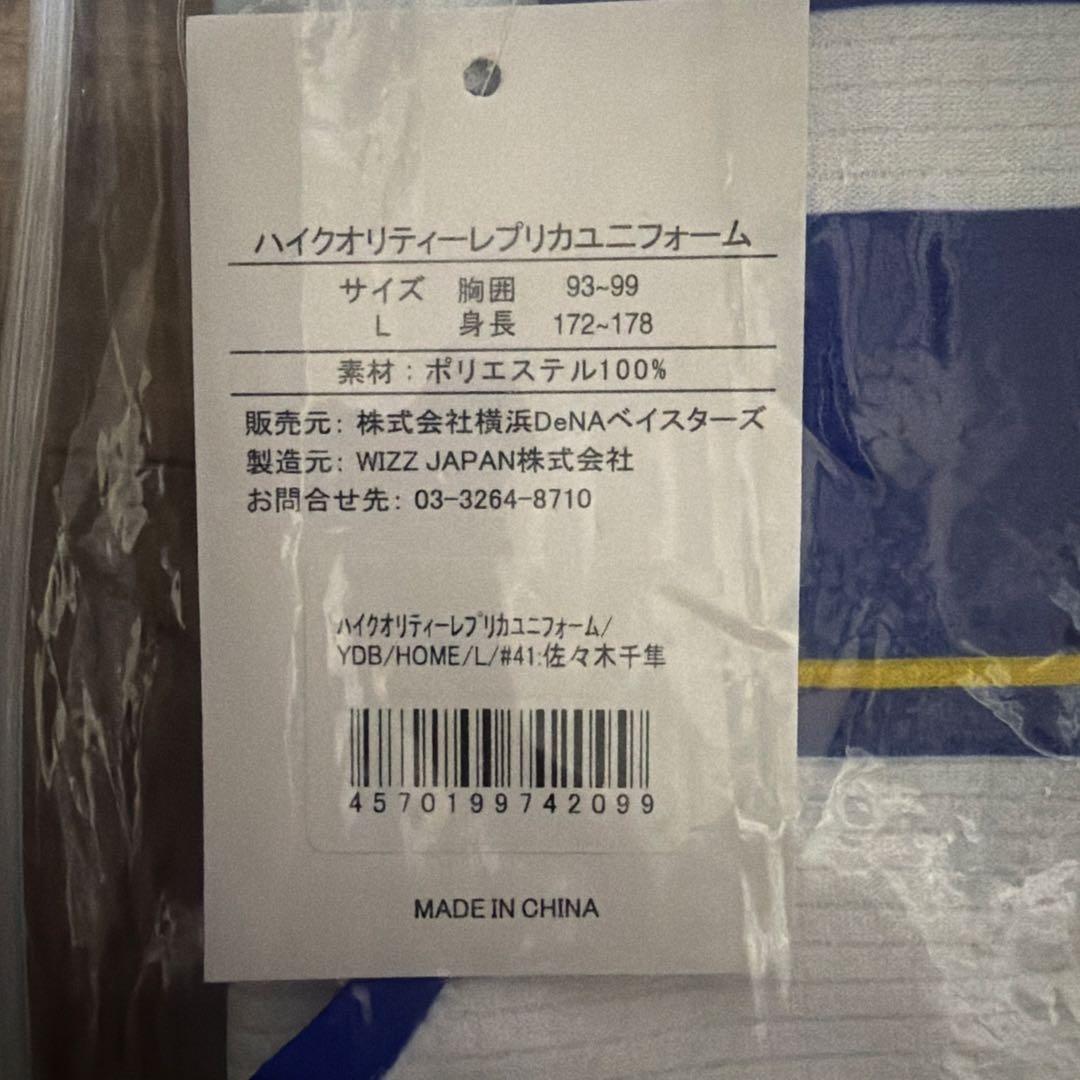 ハイクオリティーレプリカユニフォーム
サイズ 胸囲 93~99
L 身長 172~178
素材：ポリエステル100%
販売元: 株式会社横浜DeNAベイスターズ
製造元: WIZZ JAPAN株式会社
お問合せ先: 03-3264-8710
ﾊｲｸｵﾘﾃｨｰﾚﾌﾟﾘｶﾕﾆﾌｫｰﾑ/
YDB/HOME/L/#41:佐々木千隼
4570199742099
MADE IN CHINA